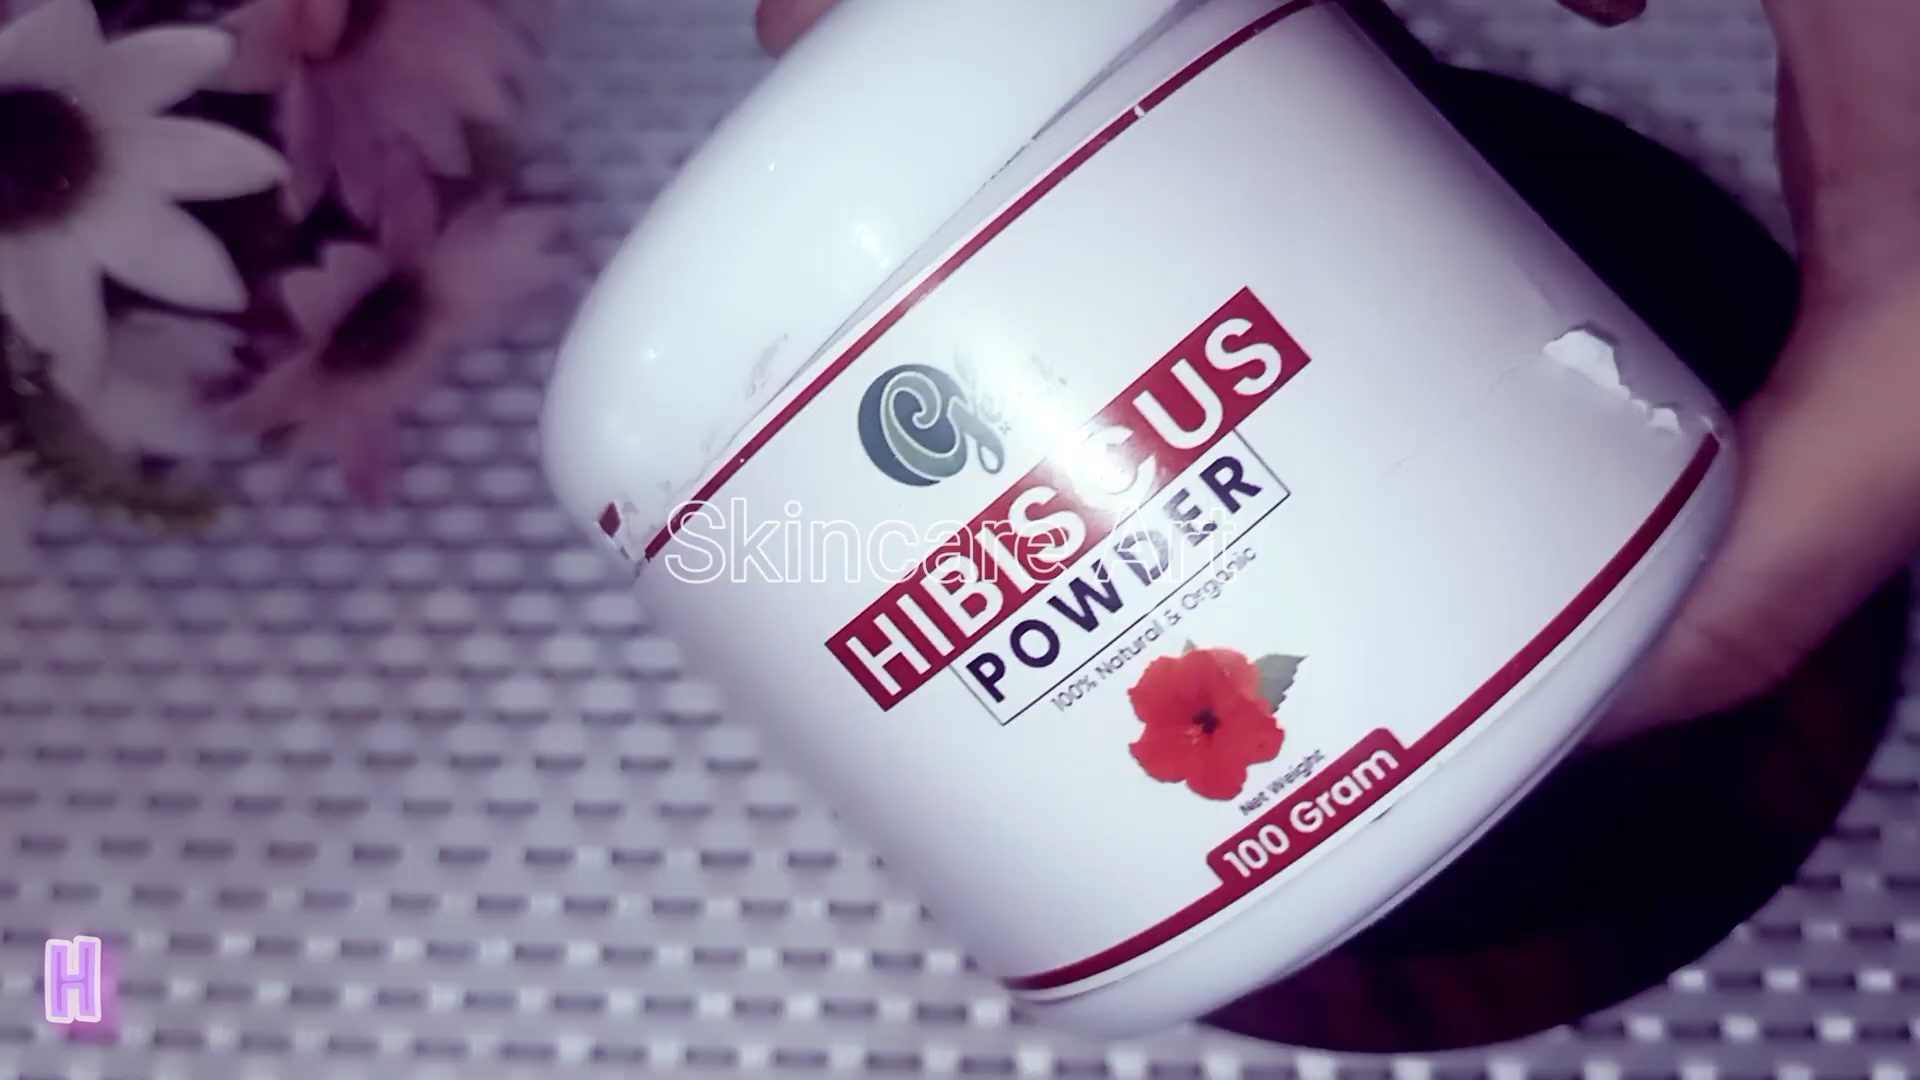 HIBISCUS
POWDER
100% Natural & Organic
Net Weight
100 Gram
Skincare Art
H